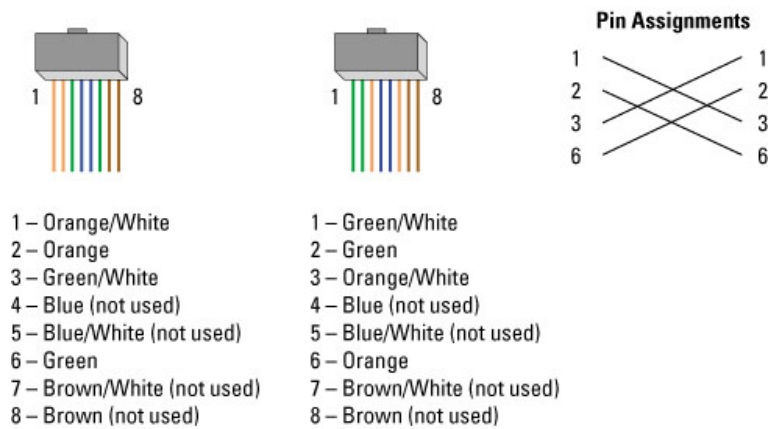 Pin Assignments
1 8
1 8
1 1
2 2
3 3
6 6
1 – Orange/White
2 – Orange
3 – Green/White
4 – Blue (not used)
5 – Blue/White (not used)
6 – Green
7 – Brown/White (not used)
8 – Brown (not used)
1 – Green/White
2 – Green
3 – Orange/White
4 – Blue (not used)
5 – Blue/White (not used)
6 – Orange
7 – Brown/White (not used)
8 – Brown (not used)